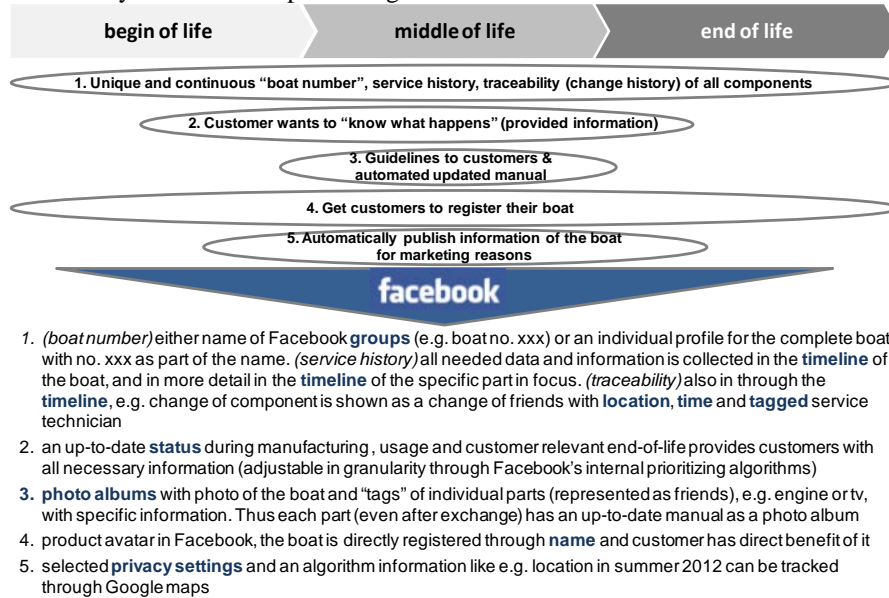 begin of life middle of life end of life
1. Unique and continuous “boat number”, service history, traceability (change history) of all components
2. Customer wants to “know what happens” (provided information)
3. Guidelines to customers &
automated updated manual
4. Get customers to register their boat
5. Automatically publish information of the boat
for marketing reasons
facebook
1. (boat number) either name of Facebook groups (e.g. boat no. xxx) or an individual profile for the complete boat
with no. xxx as part of the name. (service history) all needed data and information is collected in the timeline of
the boat, and in more detail in the timeline of the specific part in focus. (traceability) also in through the
timeline, e.g. change of component is shown as a change of friends with location, time and tagged service
technician
2. an up-to-date status during manufacturing , usage and customer relevant end-of-life provides customers with
all necessary information (adjustable in granularity through Facebook’s internal prioritizing algorithms)
3. photo albums with photo of the boat and “tags” of individual parts (represented as friends), e.g. engine or tv,
with specific information. Thus each part (even after exchange) has an up-to-date manual as a photo album
4. product avatar in Facebook, the boat is directly registered through name and customer has direct benefit of it
5. selected privacy settings and an algorithm information like e.g. location in summer 2012 can be tracked
through Google maps